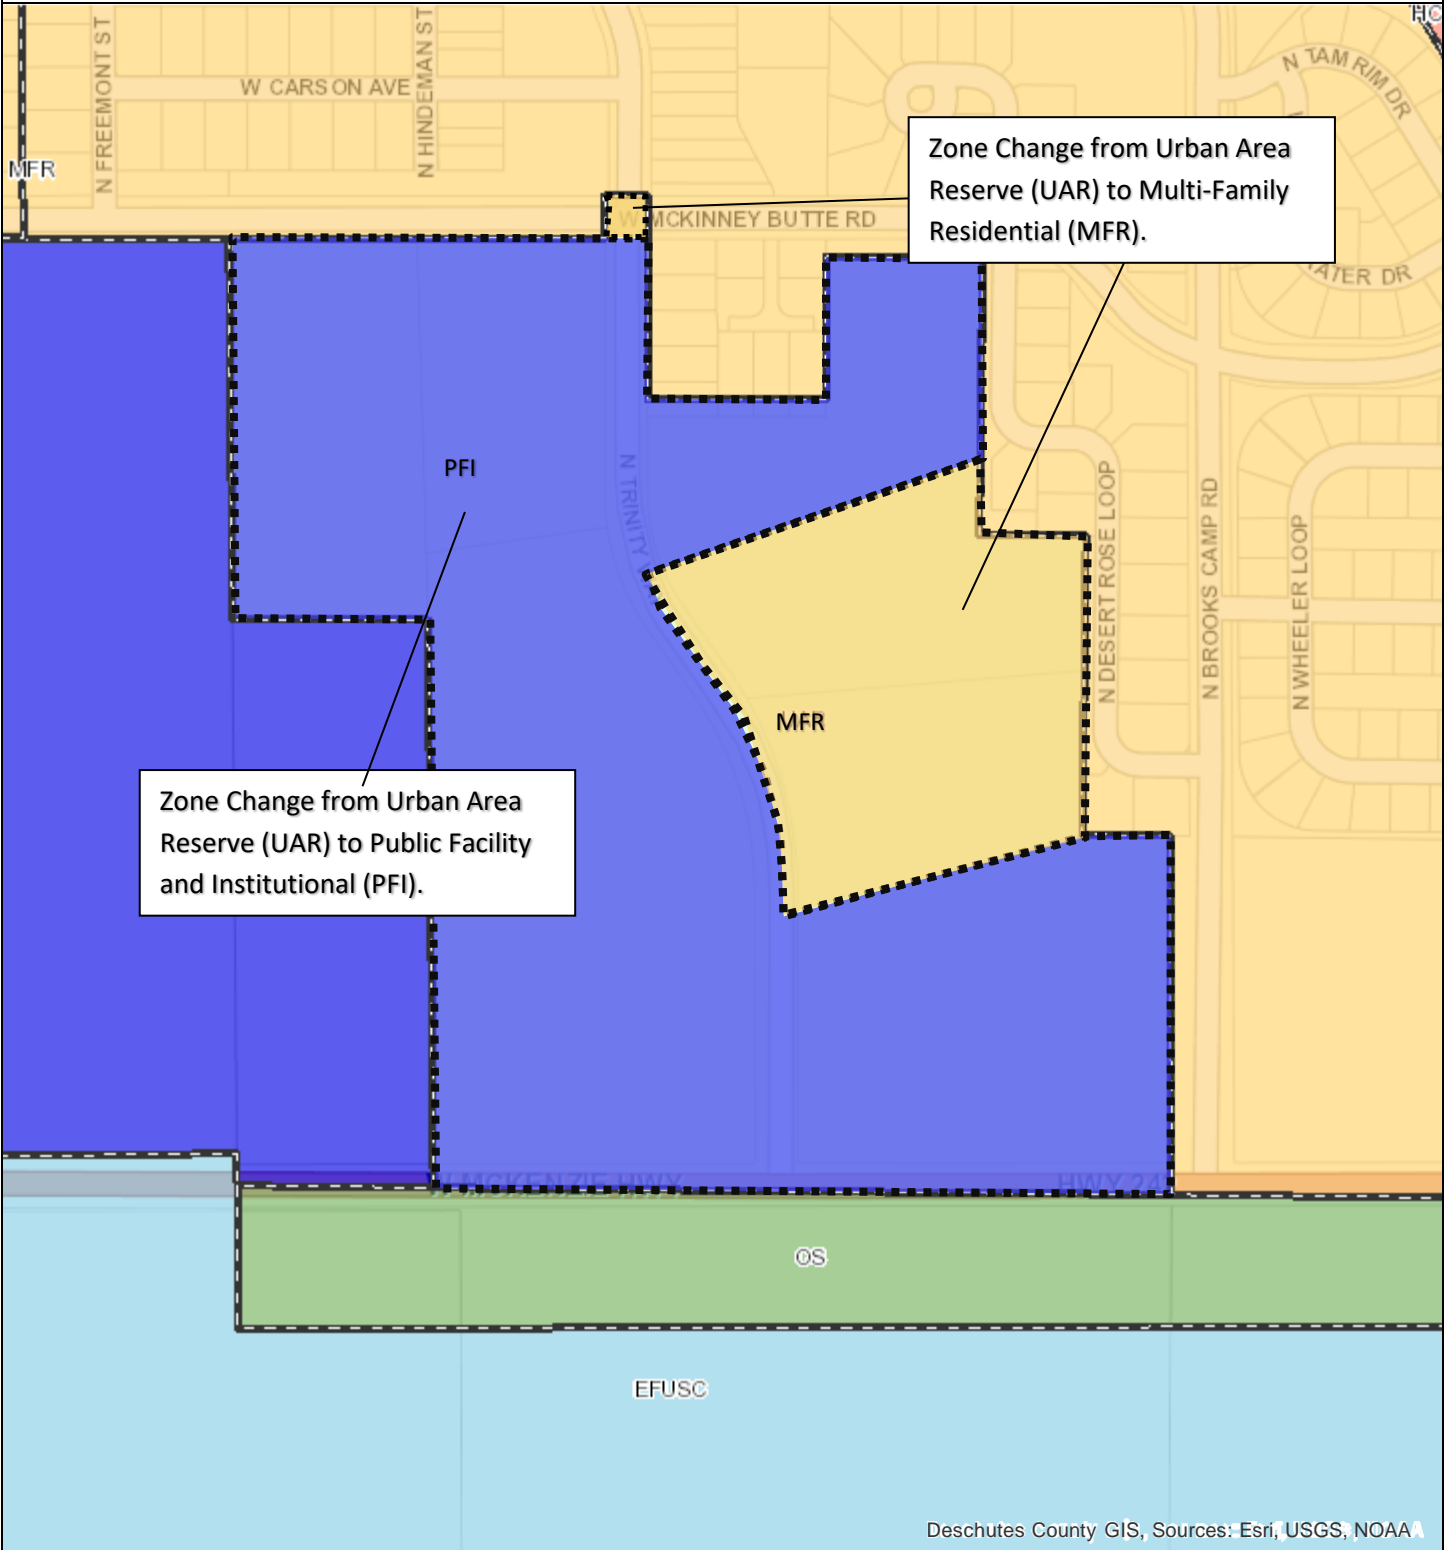 HC
N FREEMONT ST
N HINDEMAN ST
N TAM RIM DR
W CARSON AVE
Zone Change from Urban Area
Reserve (UAR) to Multi-Family
Residential (MFR).
MFR
W MCKINNEY BUTTE RD
ATER DR
PFI
N TRINITY
N DESERT ROSE LOOP
N BROOKS CAMP RD
N WHEELER LOOP
MFR
Zone Change from Urban Area
Reserve (UAR) to Public Facility
and Institutional (PFI).
W MCKENZIE HWY
HWY 24
OS
EFUSC
Deschutes County GIS, Sources: Esri, USGS, NOAA